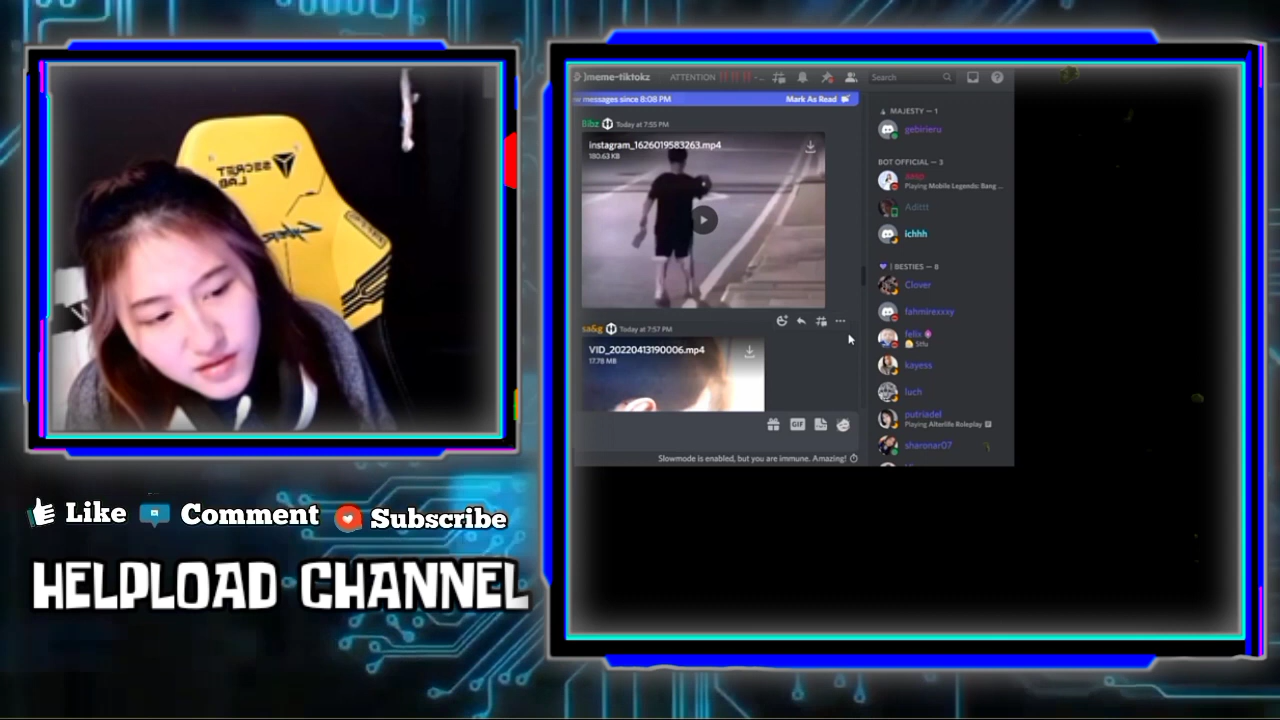 SECRET
LAB
meme-tiktokz
ATTENTION
Search
messages since 8:08 PM
Mark As Read
Bibz
Today at 7:55 PM
instagram_1626019583263.mp4
180.63 KB
sa&g
Today at 7:57 PM
VID_20220413190006.mp4
17.78 MB
GIF
Slowmode is enabled, but you are immune. Amazing!
MAJESTY — 1
gebirieru
BOT OFFICIAL — 3
Playing Mobile Legends: Bang ...
Adittt
ichhh
| BESTIES — 8
Clover
fahmirexxxy
felix
Stfu
kayess
luch
putriadel
Playing Alterlife Roleplay
sharonar07
Like
Comment
Subscribe
HELPLOAD CHANNEL